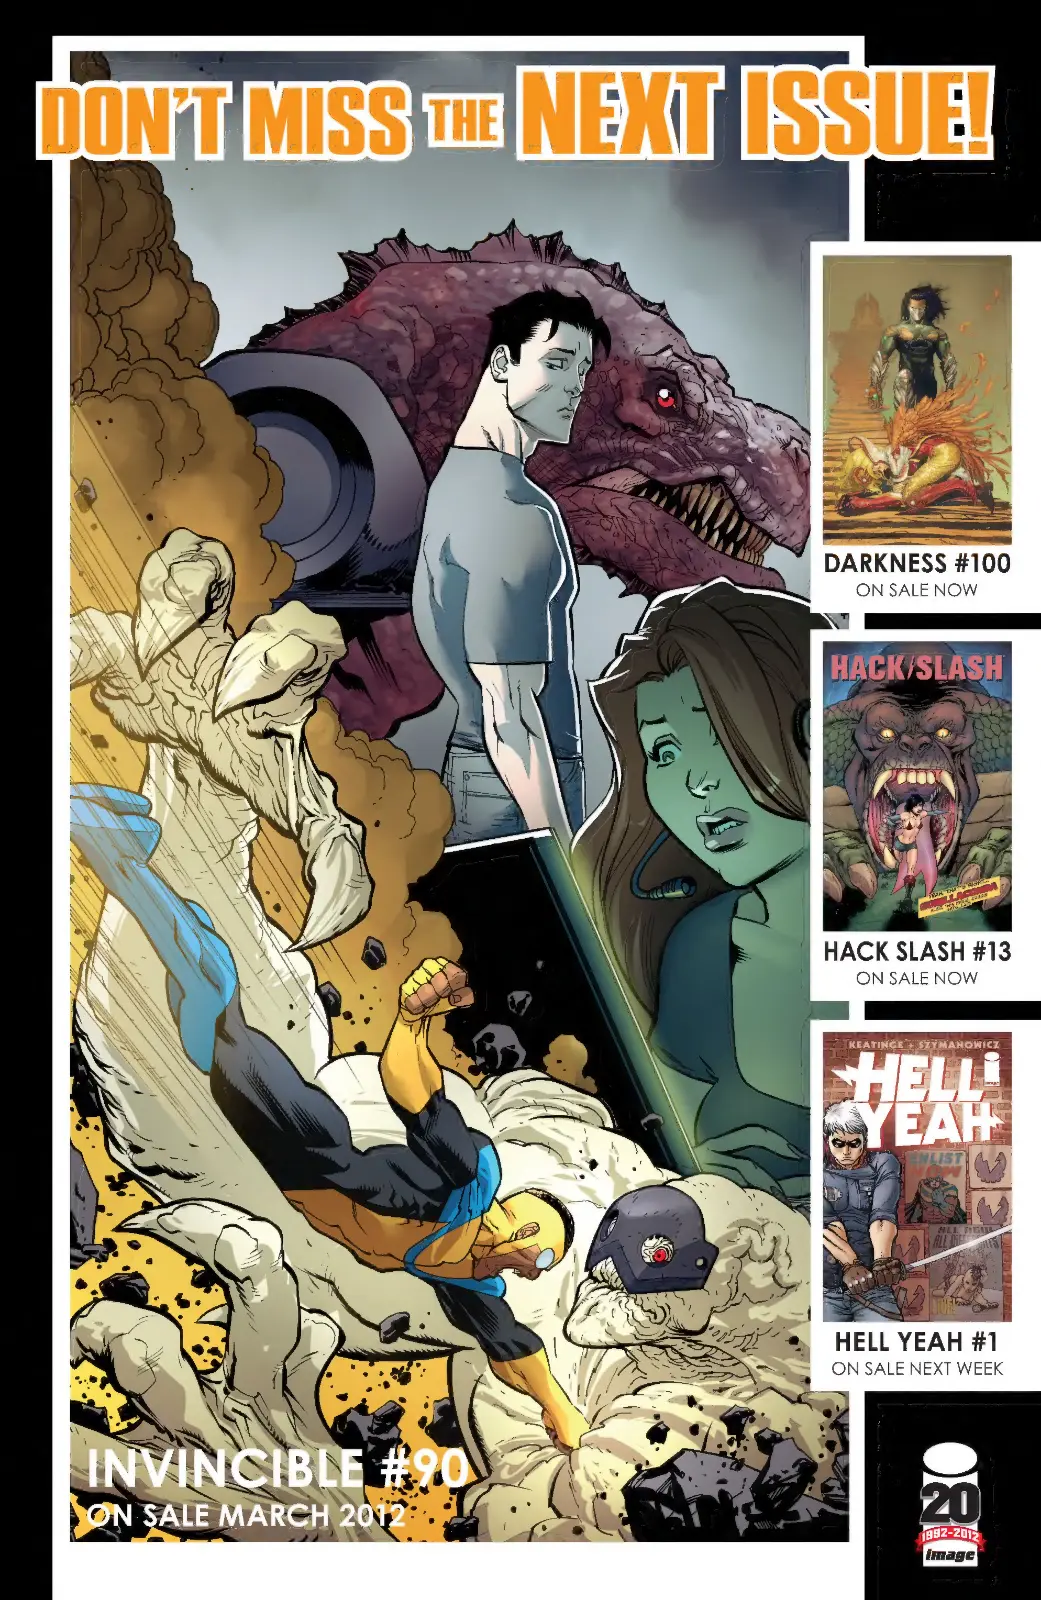 DON'T MISS THE NEXT ISSUE!
DARKNESS #100
ON SALE NOW
HACK/SLASH
HACK SLASH #13
ON SALE NOW
KEATINGE + SZYMANOWICZ
HELL
YEAH
image
ENLIST
HELL YEAH #1
ON SALE NEXT WEEK
INVINCIBLE #90
ON SALE MARCH 2012
i
20
1992-2012
image